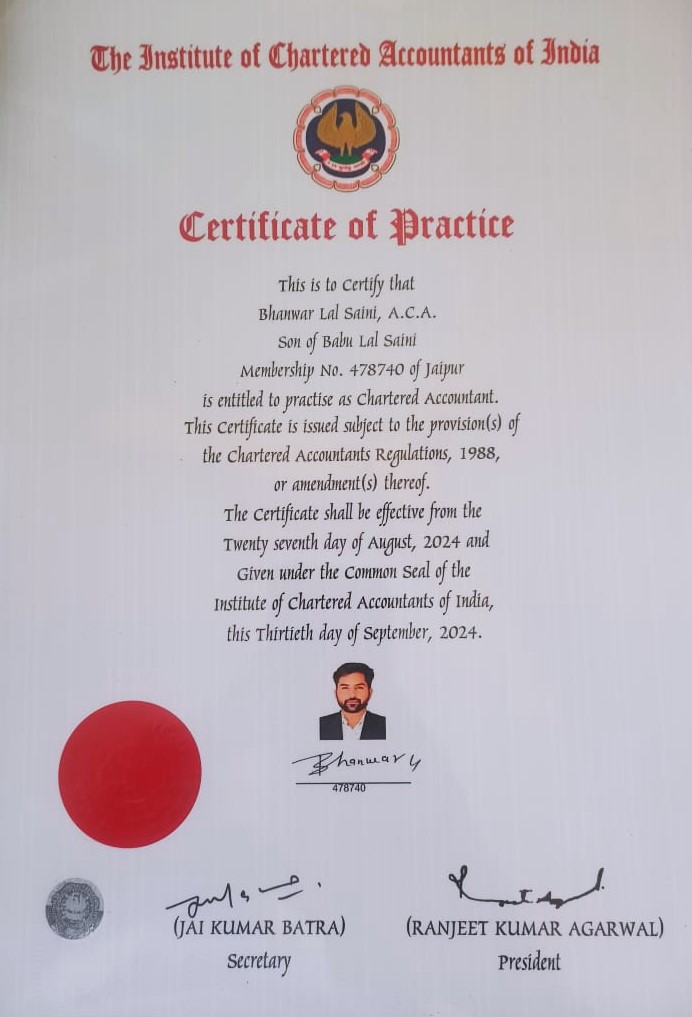 The Institute of Chartered Accountants of India
Certificate of Practice
This is to Certify that
Bhanwar Lal Saini, A.C.A.
Son of Babu Lal Saini
Membership No. 478740 of Jaipur
is entitled to practise as Chartered Accountant.
This Certificate is issued subject to the provision(s) of
the Chartered Accountants Regulations, 1988,
or amendment(s) thereof.
The Certificate shall be effective from the
Twenty seventh day of August, 2024 and
Given under the Common Seal of the
Institute of Chartered Accountants of India,
this Thirtieth day of September, 2024.
Bhanwar
478740
(JAI KUMAR BATRA)
Secretary
(RANJEET KUMAR AGARWAL)
President